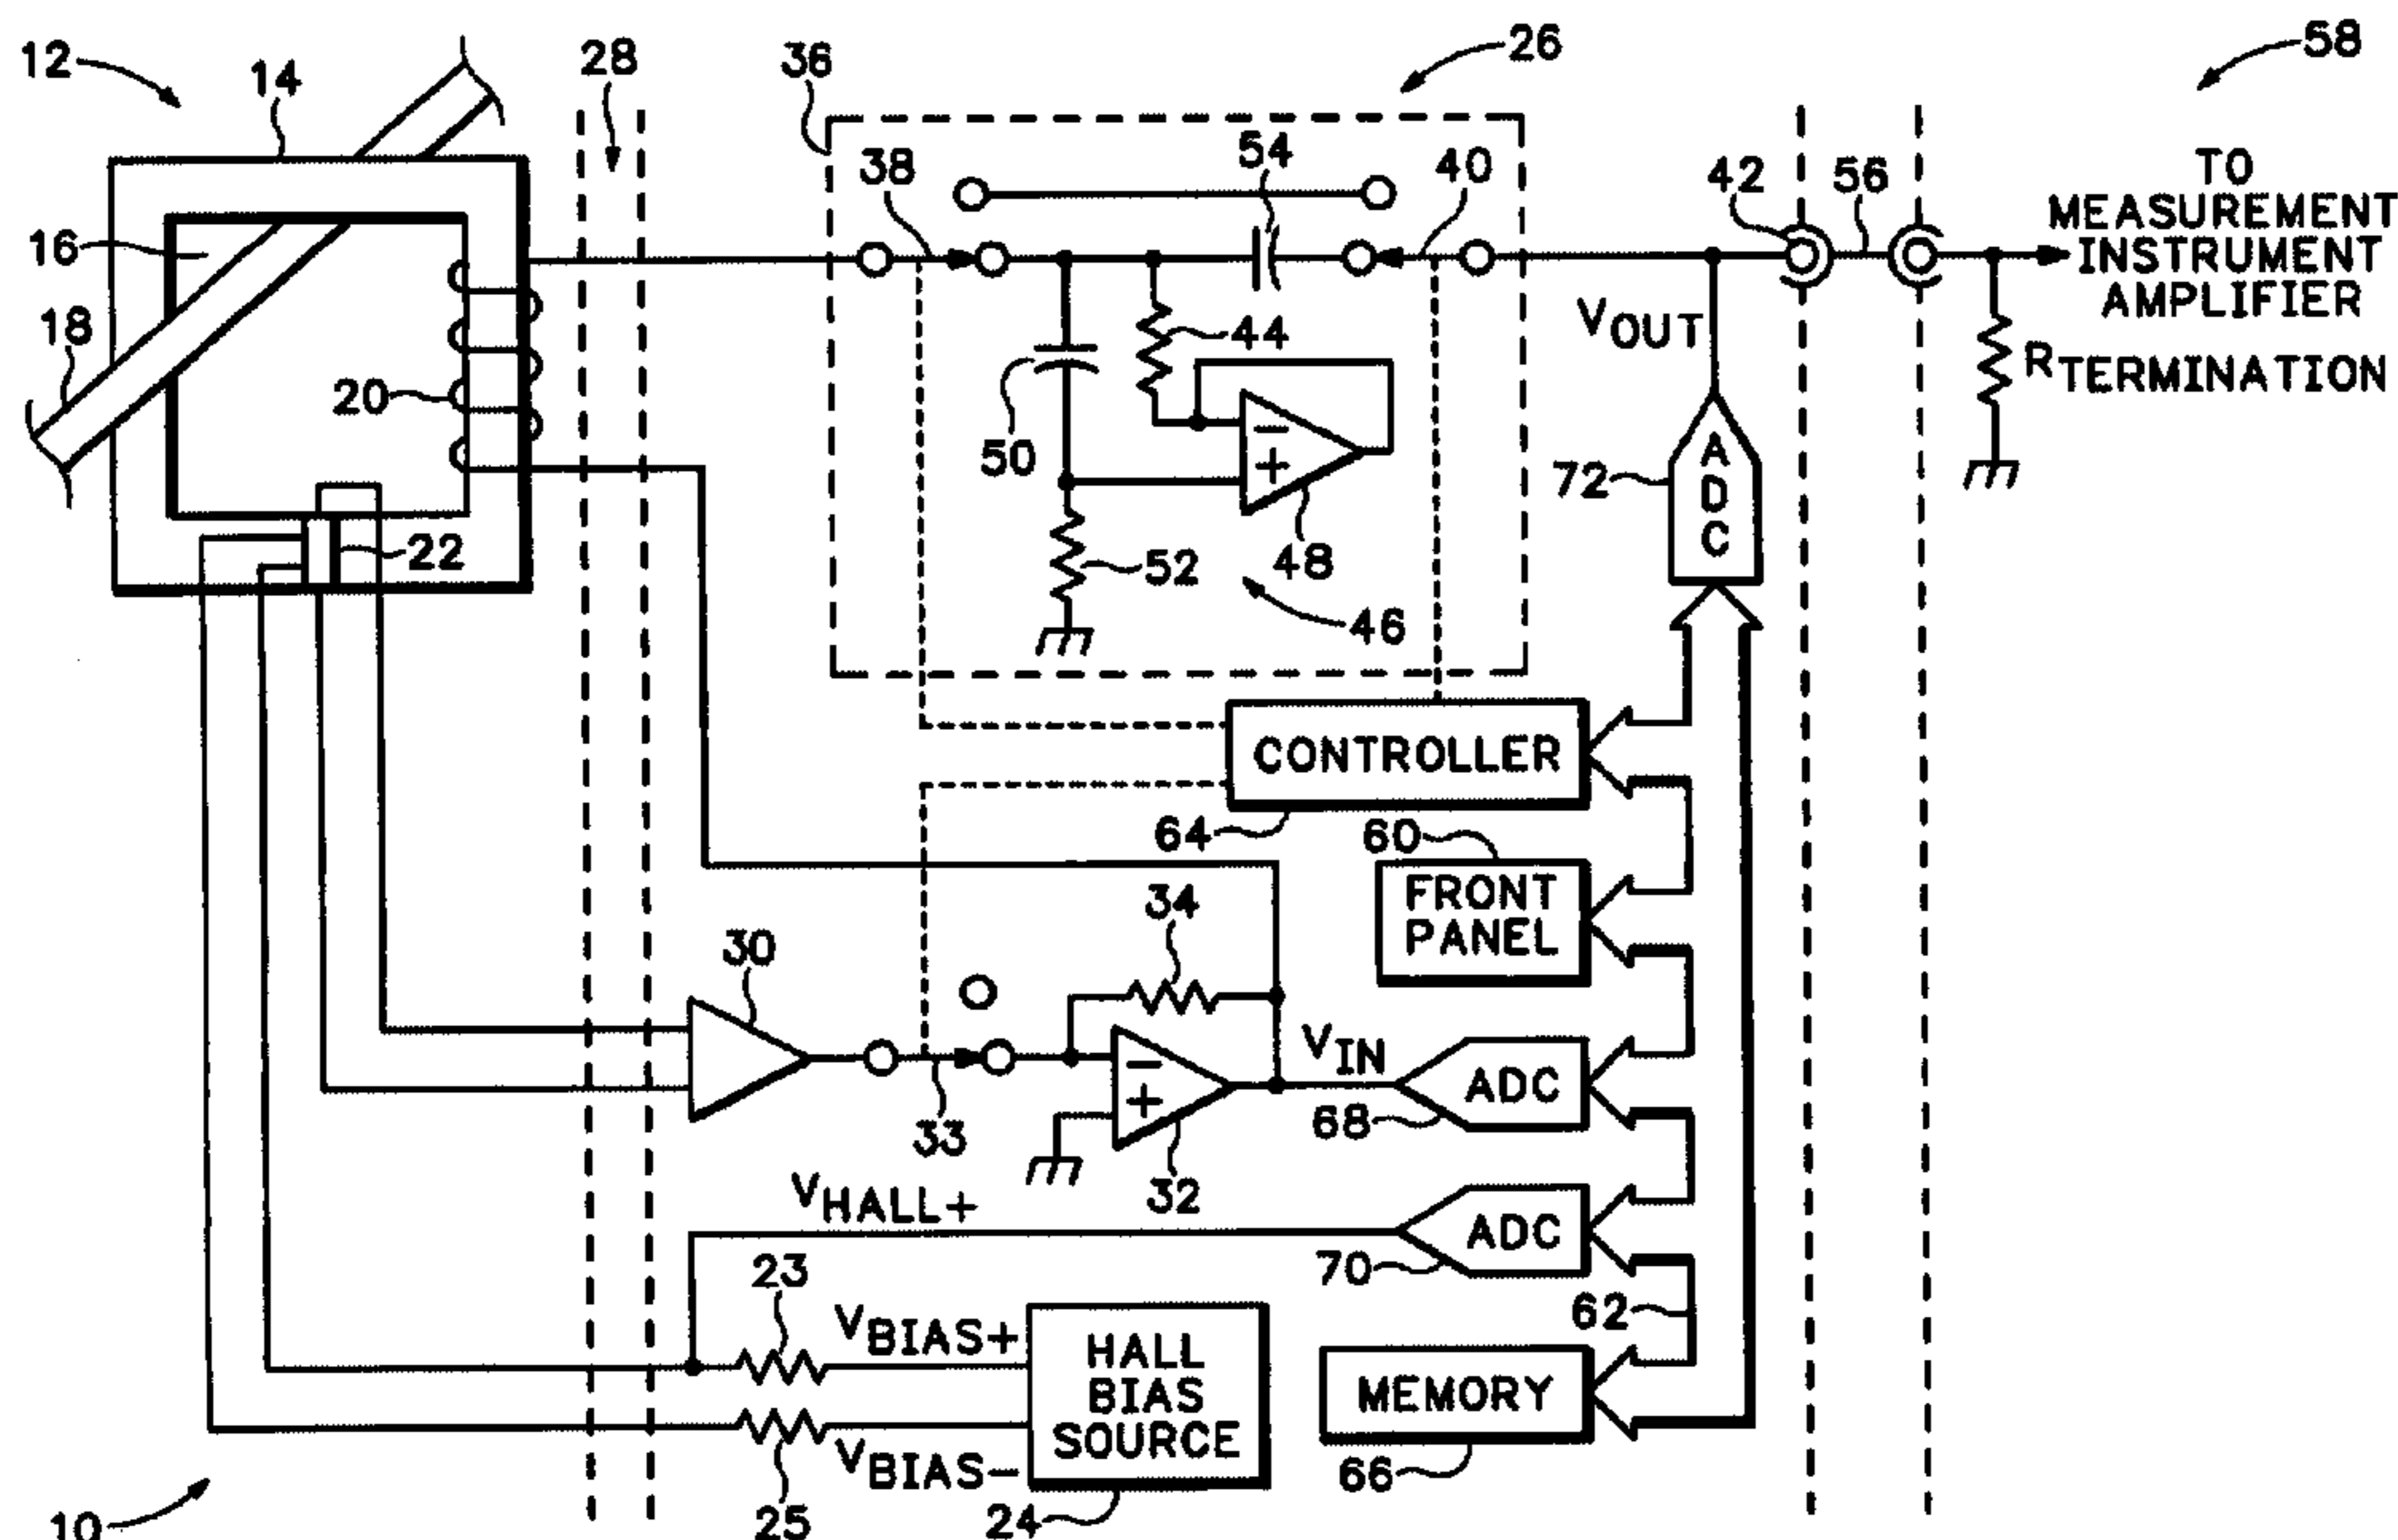 12
14
28
36
26
58
38
54
40
42
56
TO
MEASUREMENT
INSTRUMENT
AMPLIFIER
16
18
20
44
VOUT
RTERMINATION
50
−
+
72
A
D
C
22
52
48
46
CONTROLLER
64
60
FRONT
PANEL
34
30
VIN
−
+
ADC
68
33
32
VHALL+
ADC
70
23
62
VBIAS+
HALL
BIAS
SOURCE
MEMORY
VBIAS−
66
10
25
24